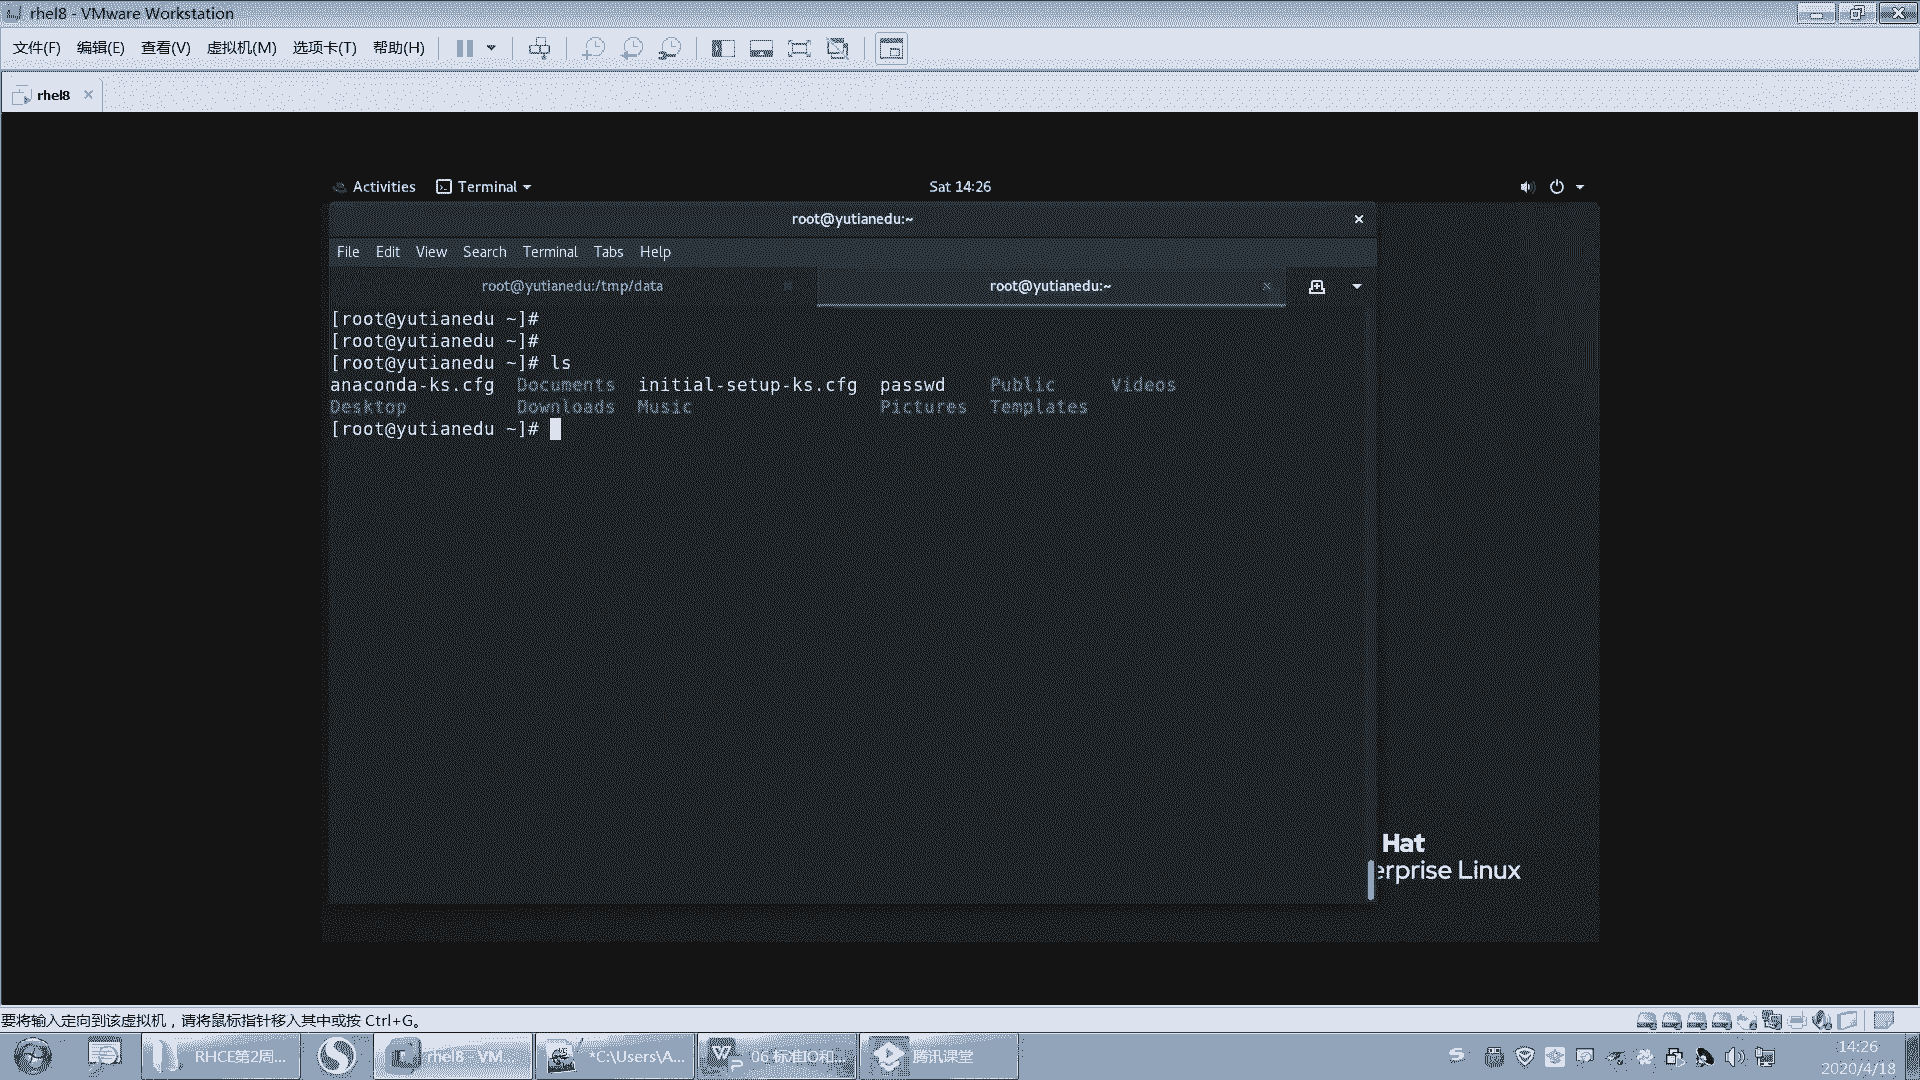 rhel8 - VMware Workstation
文件(F) 编辑(E) 查看(V) 虚拟机(M) 选项卡(T) 帮助(H)
rhel8
Activities Terminal Sat 14:26
root@yutianedu:~
File Edit View Search Terminal Tabs Help
root@yutianedu:/tmp/data root@yutianedu:~
[root@yutianedu ~]#
[root@yutianedu ~]#
[root@yutianedu ~]# ls
anaconda-ks.cfg Documents initial-setup-ks.cfg passwd Public Videos
Desktop Downloads Music Pictures Templates
[root@yutianedu ~]#
Hat
erprise Linux
要将输入定向到该虚拟机，请将鼠标指针移入其中或按 Ctrl+G。
RHCE第2周... rhel8 - VM... *C:\Users\A... 06 标准IO和... 腾讯课堂
14:26
2020/4/18